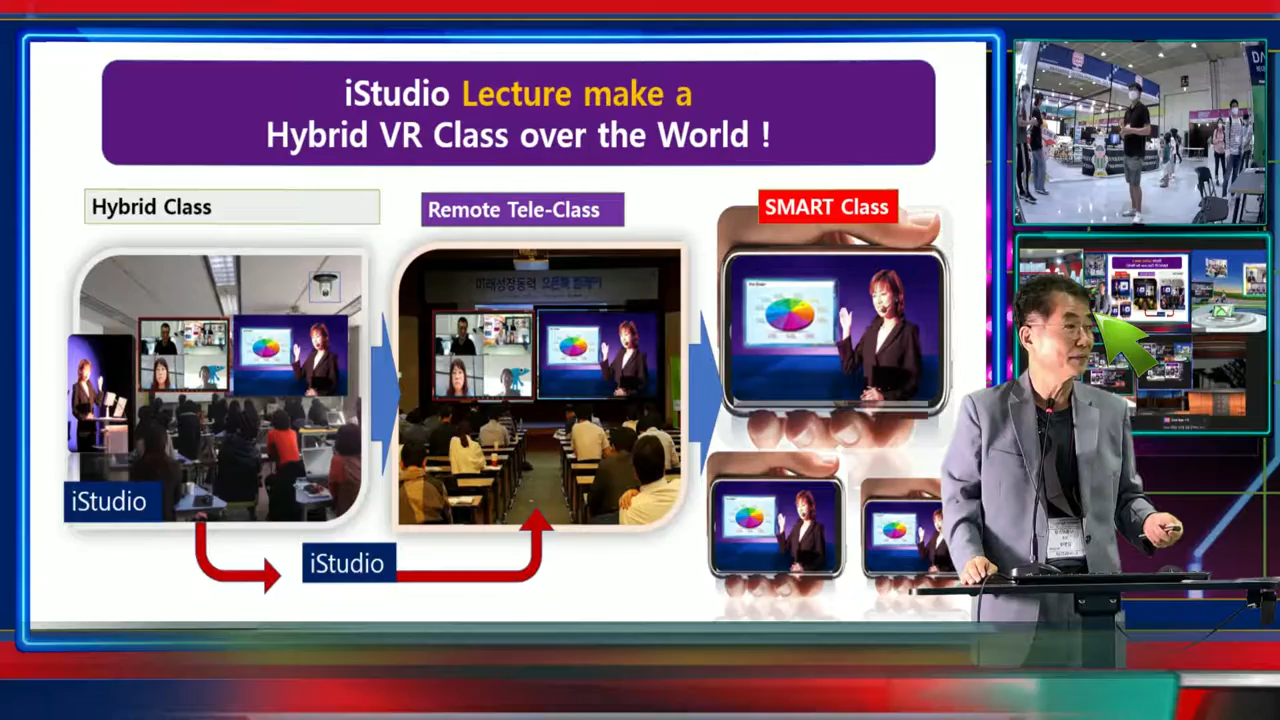 iStudio Lecture make a
Hybrid VR Class over the World !
Hybrid Class
Remote Tele-Class
SMART Class
iStudio
iStudio